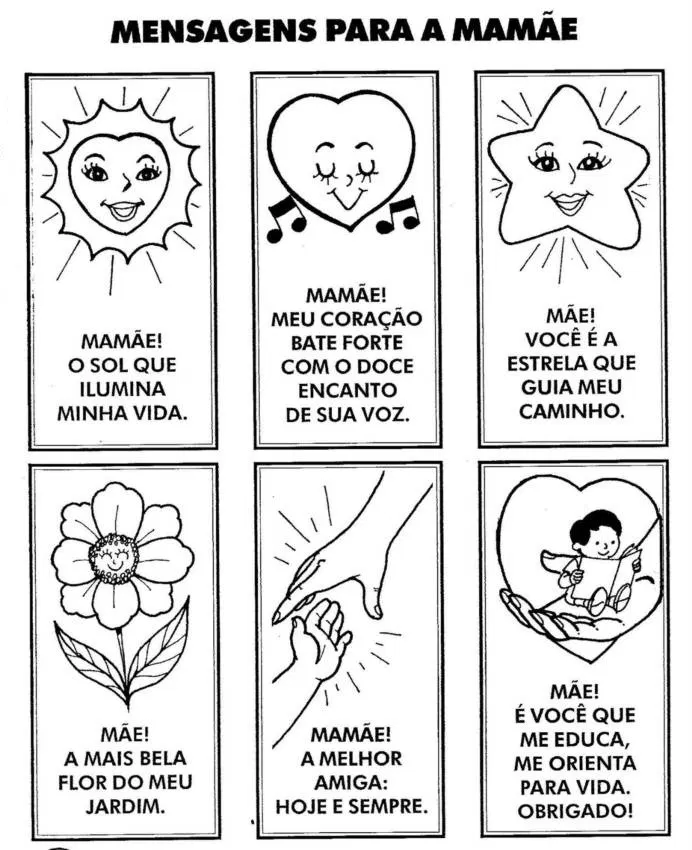 MENSAGENS PARA A MAMÃE
MAMÃE!
O SOL QUE
ILUMINA
MINHA VIDA.
MAMÃE!
MEU CORAÇÃO
BATE FORTE
COM O DOCE
ENCANTO
DE SUA VOZ.
MÃE!
VOCÊ É A
ESTRELA QUE
GUIA MEU
CAMINHO.
MÃE!
A MAIS BELA
FLOR DO MEU
JARDIM.
MAMÃE!
A MELHOR
AMIGA:
HOJE E SEMPRE.
MÃE!
É VOCÊ QUE
ME EDUCA,
ME ORIENTA
PARA VIDA.
OBRIGADO!